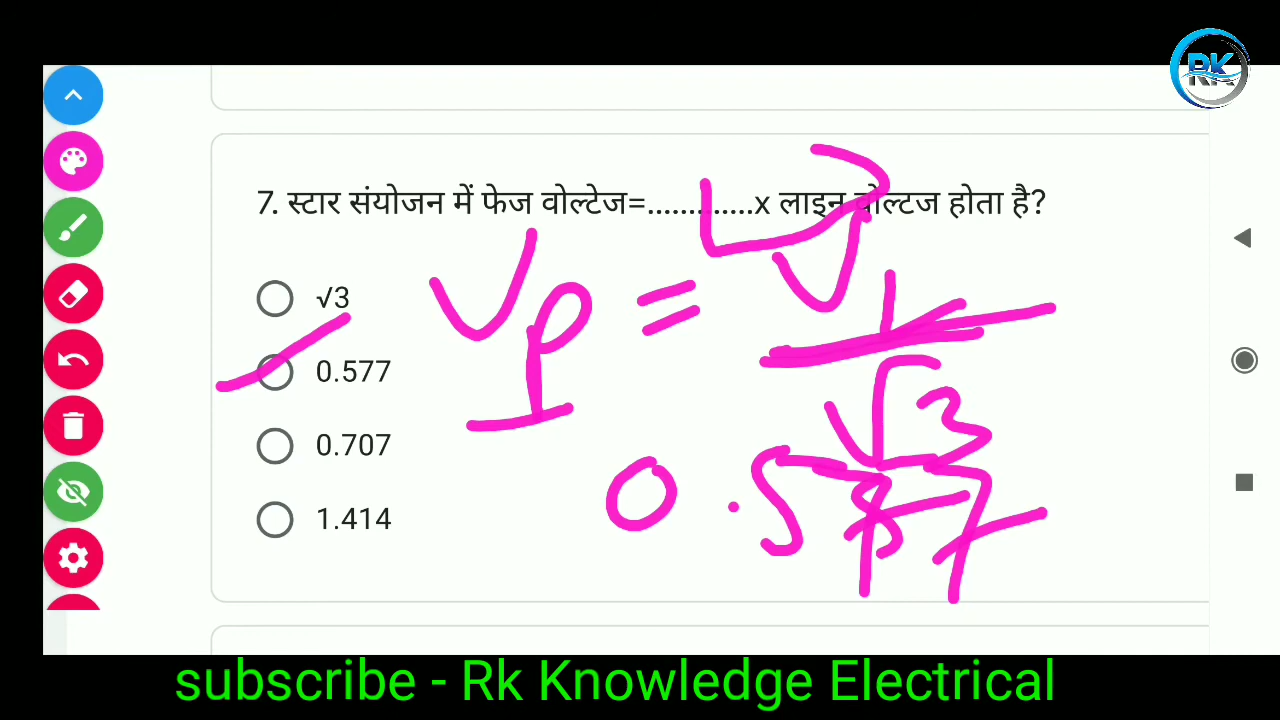 RK
7. स्टार संयोजन में फेज वोल्टेज=.............x लाइन वोल्टज होता है?
√3
0.577
0.707
1.414
Vp = VL
√3
0.577
subscribe - Rk Knowledge Electrical